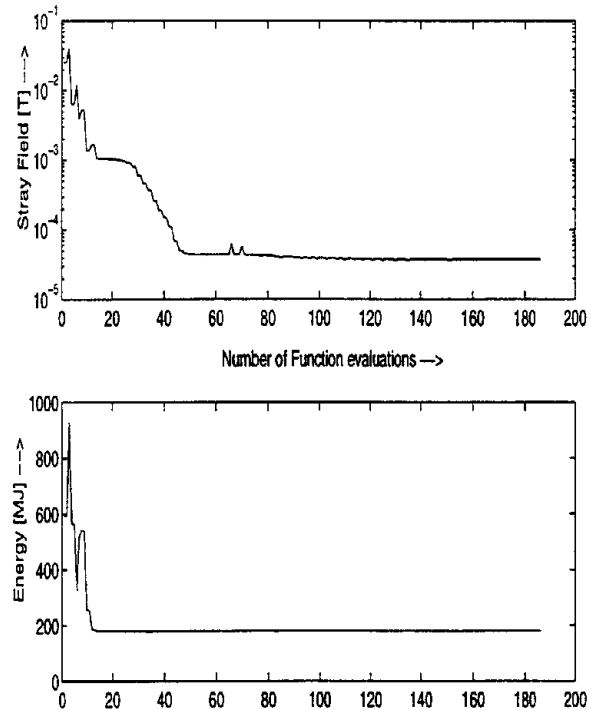 10⁻¹
10⁻²
10⁻³
10⁻⁴
10⁻⁵
Stray Field [T] --->
0 20 40 60 80 100 120 140 160 180 200
Number of Function evaluations --->
1000
800
600
400
200
0
Energy [MJ] --->
0 20 40 60 80 100 120 140 160 180 200